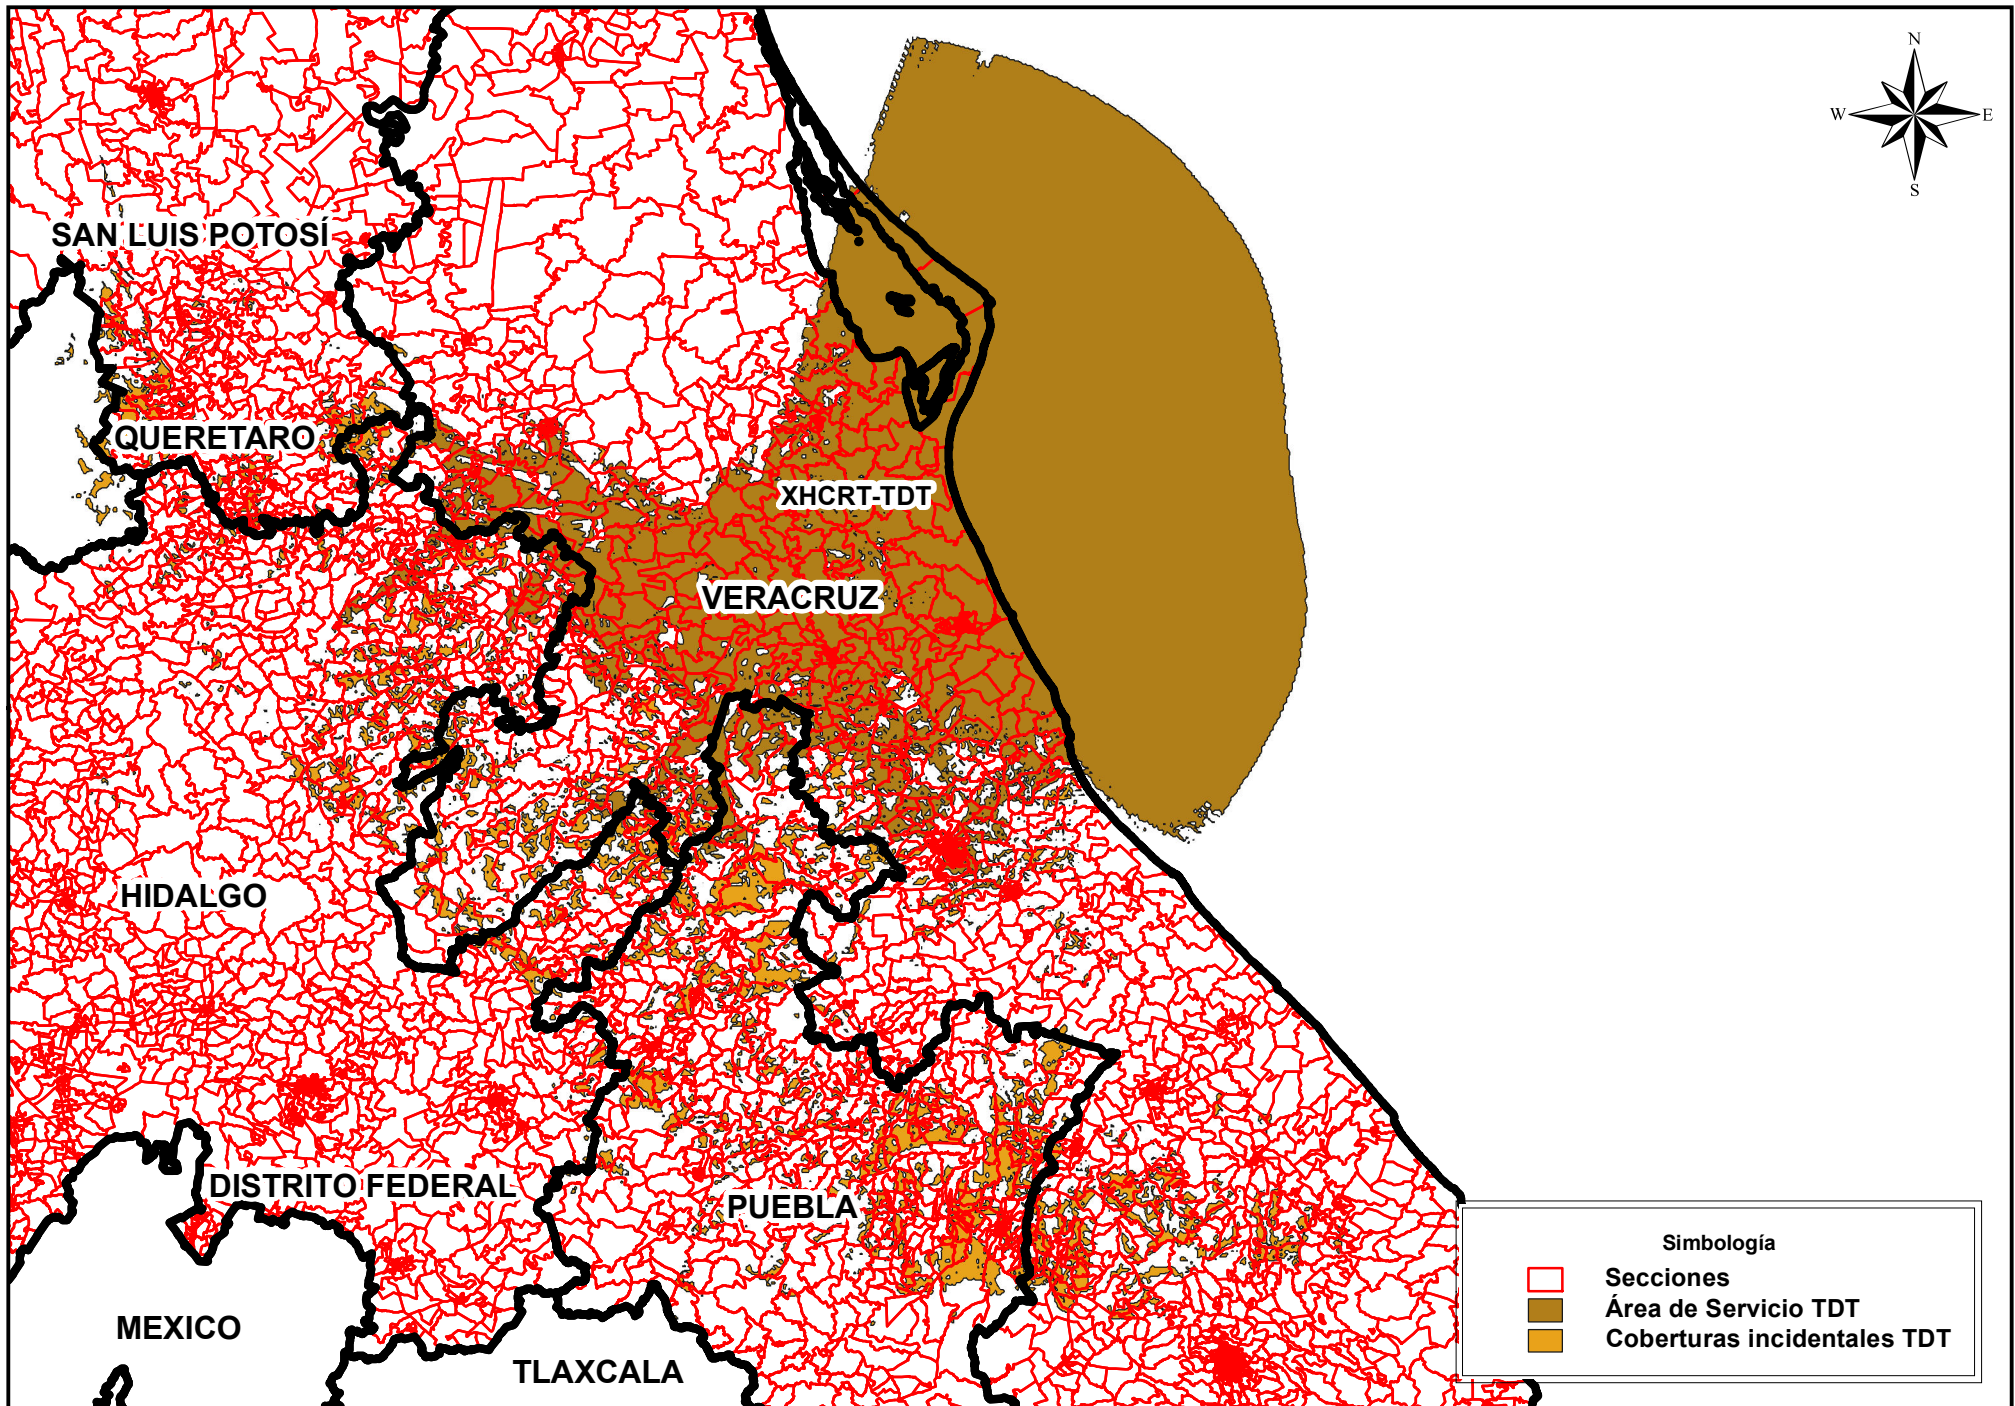 N
W
E
S
SAN LUIS POTOSÍ
QUERETARO
XHCRT-TDT
VERACRUZ
HIDALGO
DISTRITO FEDERAL
PUEBLA
MEXICO
TLAXCALA
Simbología
Secciones
Área de Servicio TDT
Coberturas incidentales TDT